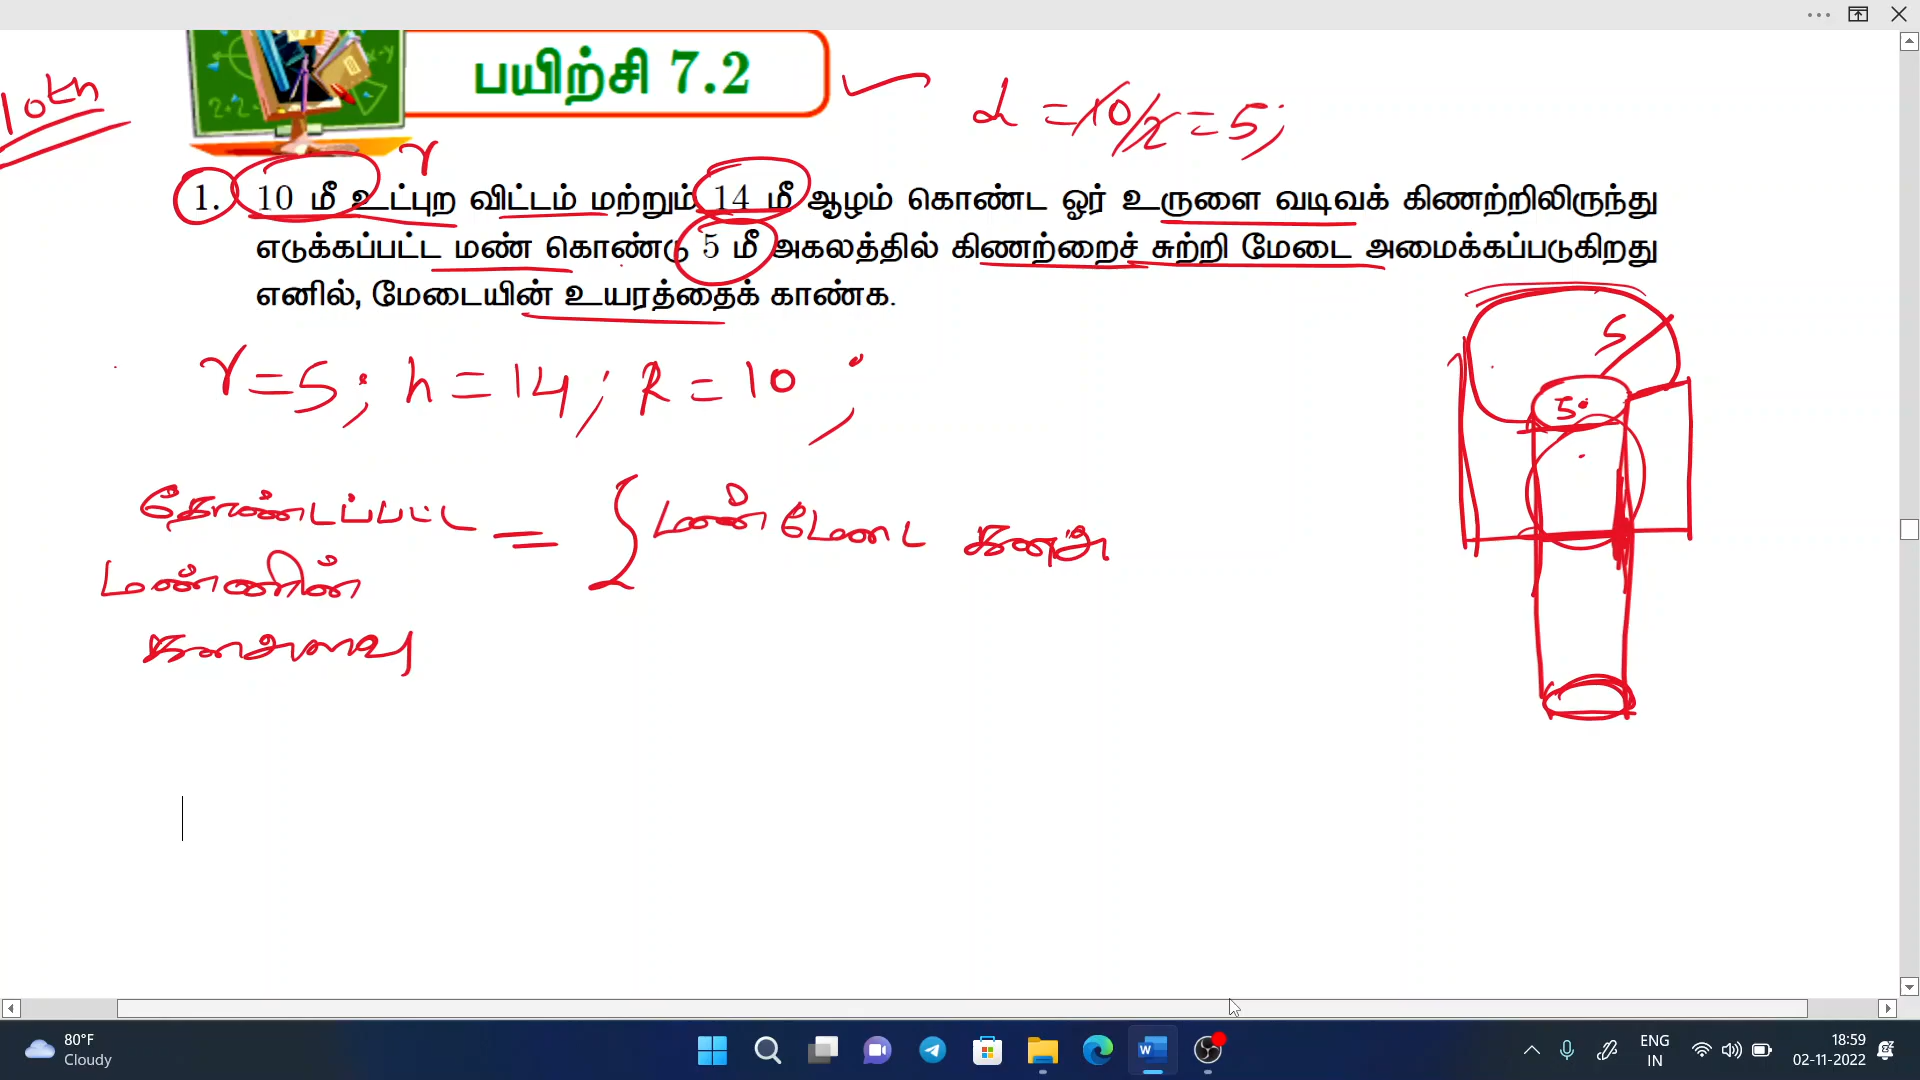 10th
பயிற்சி 7.2
r
= 10/2 = 5;
1. 10 மீ உட்புற விட்டம் மற்றும் 14 மீ ஆழம் கொண்ட ஓர் உருளை வடிவக் கிணற்றிலிருந்து
எடுக்கப்பட்ட மண் கொண்டு 5 மீ அகலத்தில் கிணற்றைச் சுற்றி மேடை அமைக்கப்படுகிறது
எனில், மேடையின் உயரத்தைக் காண்க.
5
5
r = 5; h = 14; R = 10;
தோண்டப்பட்ட = { மண் மேடை கனஅ
மண்ணின்
கனஅளவு
80°F
Cloudy
ENG
IN
18:59
02-11-2022